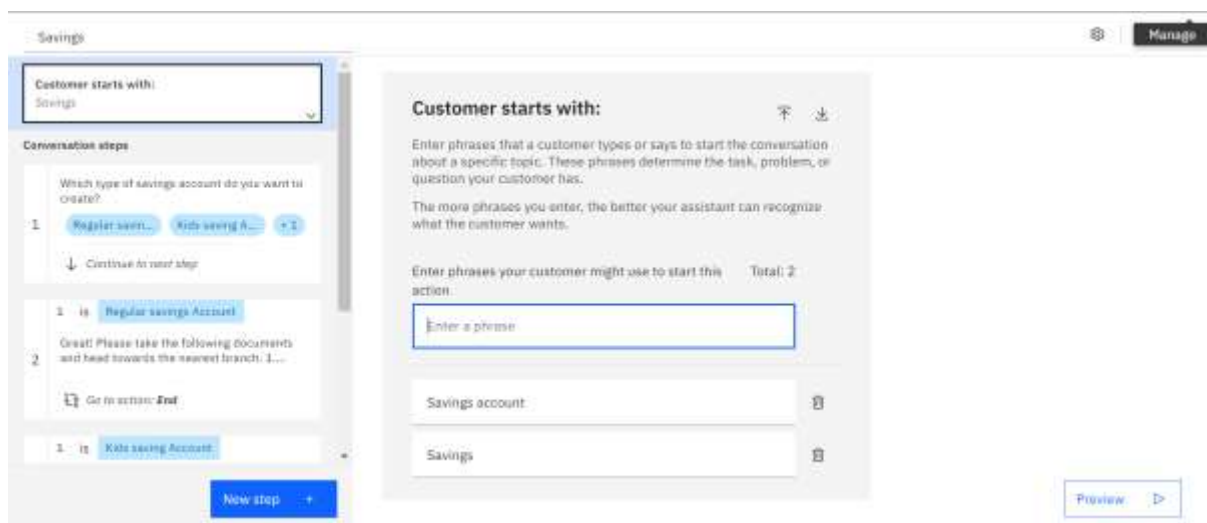 Savings
Manage
Customer starts with:
Savings
Conversation steps
1
Which type of savings account do you want to
create?
Regular savin... Kids saving A... + 1
Continue to next step
1 is Regular savings Account
2
Great! Please take the following documents
and head towards the nearest branch. 1....
Go to action: End
1 is Kids saving Account
New step +
Customer starts with:
Enter phrases that a customer types or says to start the conversation
about a specific topic. These phrases determine the task, problem, or
question your customer has.
The more phrases you enter, the better your assistant can recognize
what the customer wants.
Enter phrases your customer might use to start this Total: 2
action
Enter a phrase
Savings account
Savings
Preview